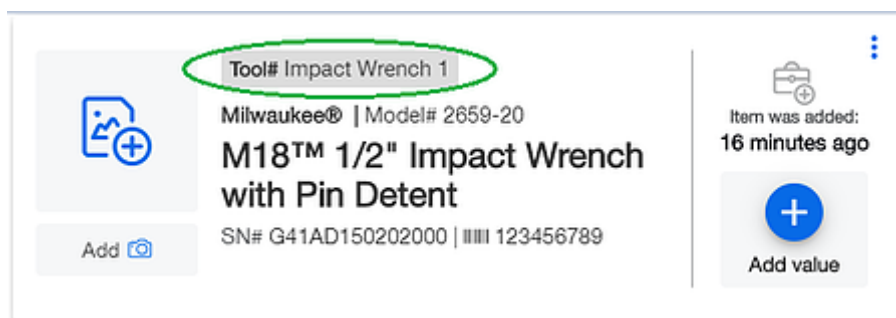 Tool# Impact Wrench 1
Milwaukee® | Model# 2659-20
M18™ 1/2" Impact Wrench
with Pin Detent
SN# G41AD150202000 | 123456789
Add
Item was added:
16 minutes ago
Add value